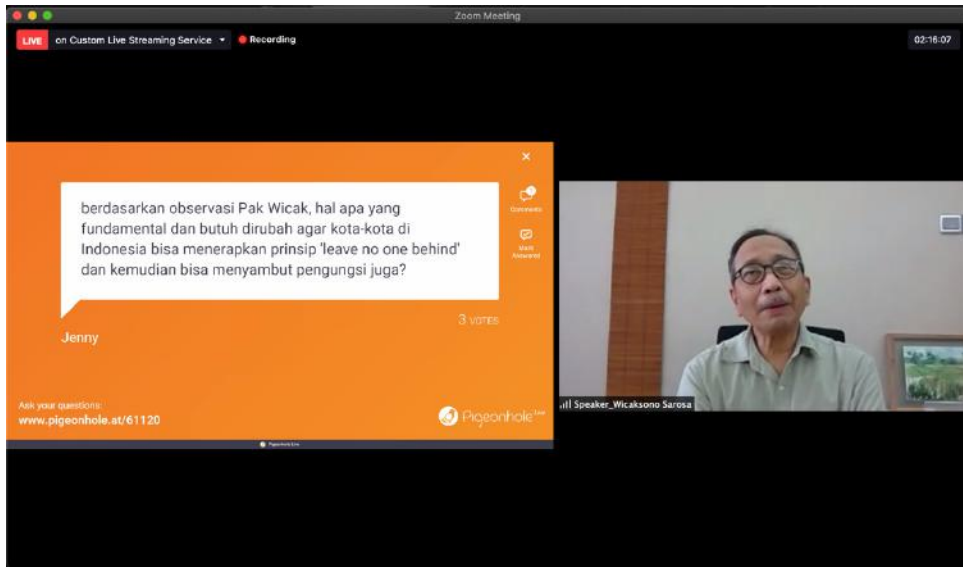 Zoom Meeting
LIVE on Custom Live Streaming Service Recording
02:16:07
berdasarkan observasi Pak Wicak, hal apa yang
fundamental dan butuh dirubah agar kota-kota di
Indonesia bisa menerapkan prinsip 'leave no one behind'
dan kemudian bisa menyambut pengungsi juga?
Comments
Mark
Answered
3 VOTES
Jenny
Ask your questions:
www.pigeonhole.at/61120
Pigeonhole Live
Pigeonhole Live
Speaker_Wicaksono Sarosa